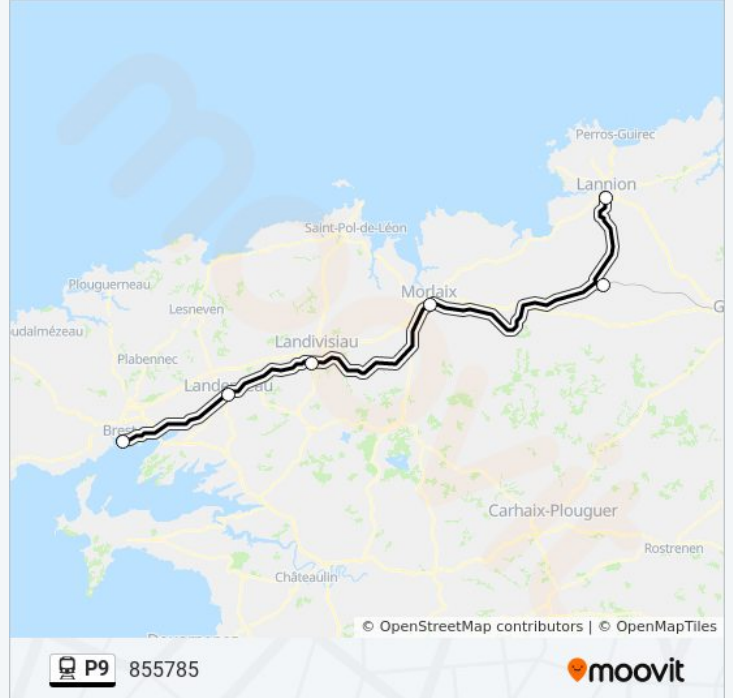 Perros-Guirec
Lannion
Saint-Pol-de-Léon
Plouguerneau
Morlaix
G
Lesneven
oudalmézeau
Landivisiau
Plabennec
Brest
Carhaix-Plouguer
Rostrenen
Châteaulin
© OpenStreetMap contributors | © OpenMapTiles
P9 855785
moovit